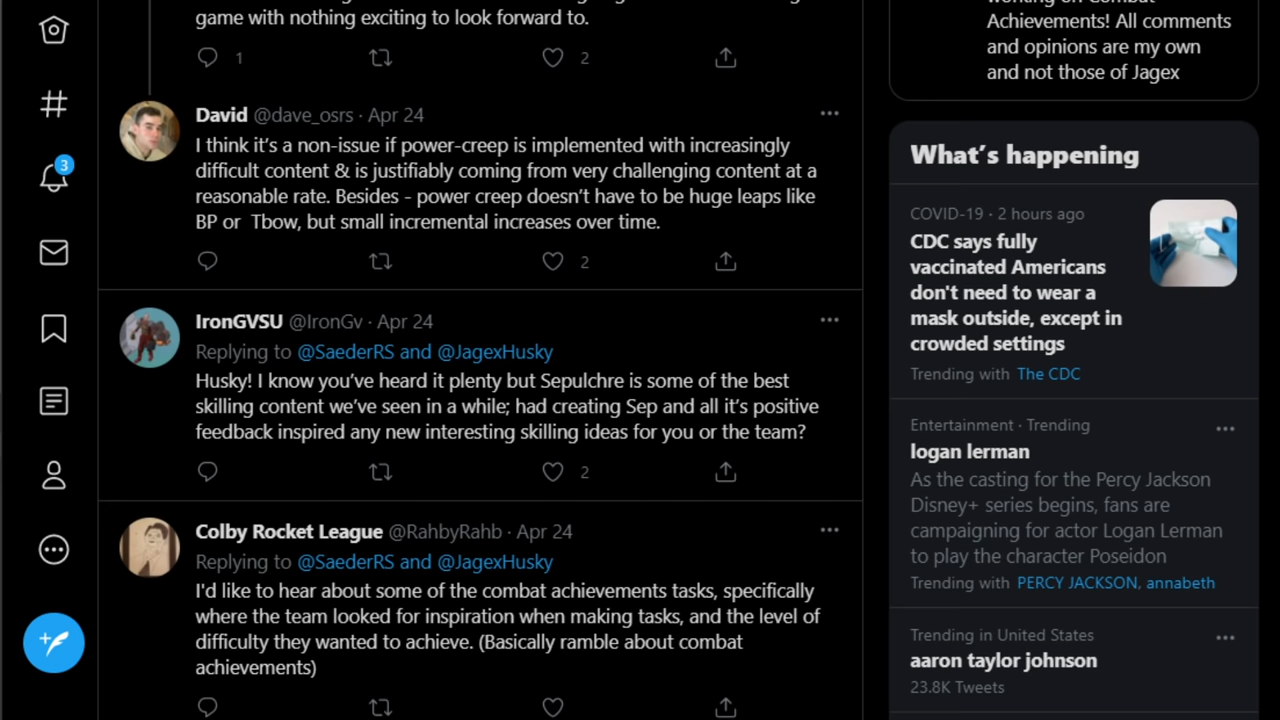 game with nothing exciting to look forward to.
1
2
David @dave_osrs · Apr 24
I think it's a non-issue if power-creep is implemented with increasingly
difficult content & is justifiably coming from very challenging content at a
reasonable rate. Besides - power creep doesn't have to be huge leaps like
BP or  Tbow, but small incremental increases over time.
2
IronGVSU @IronGv · Apr 24
Replying to @SaederRS and @JagexHusky
Husky! I know you've heard it plenty but Sepulchre is some of the best
skilling content we've seen in a while; had creating Sep and all it's positive
feedback inspired any new interesting skilling ideas for you or the team?
2
Colby Rocket League @RahbyRahb · Apr 24
Replying to @SaederRS and @JagexHusky
I'd like to hear about some of the combat achievements tasks, specifically
where the team looked for inspiration when making tasks, and the level of
difficulty they wanted to achieve. (Basically ramble about combat
achievements)
3
Achievements! All comments
and opinions are my own
and not those of Jagex
What's happening
COVID-19 · 2 hours ago
CDC says fully
vaccinated Americans
don't need to wear a
mask outside, except in
crowded settings
Trending with The CDC
Entertainment · Trending
logan lerman
As the casting for the Percy Jackson
Disney+ series begins, fans are
campaigning for actor Logan Lerman
to play the character Poseidon
Trending with PERCY JACKSON, annabeth
Trending in United States
aaron taylor johnson
23.8K Tweets